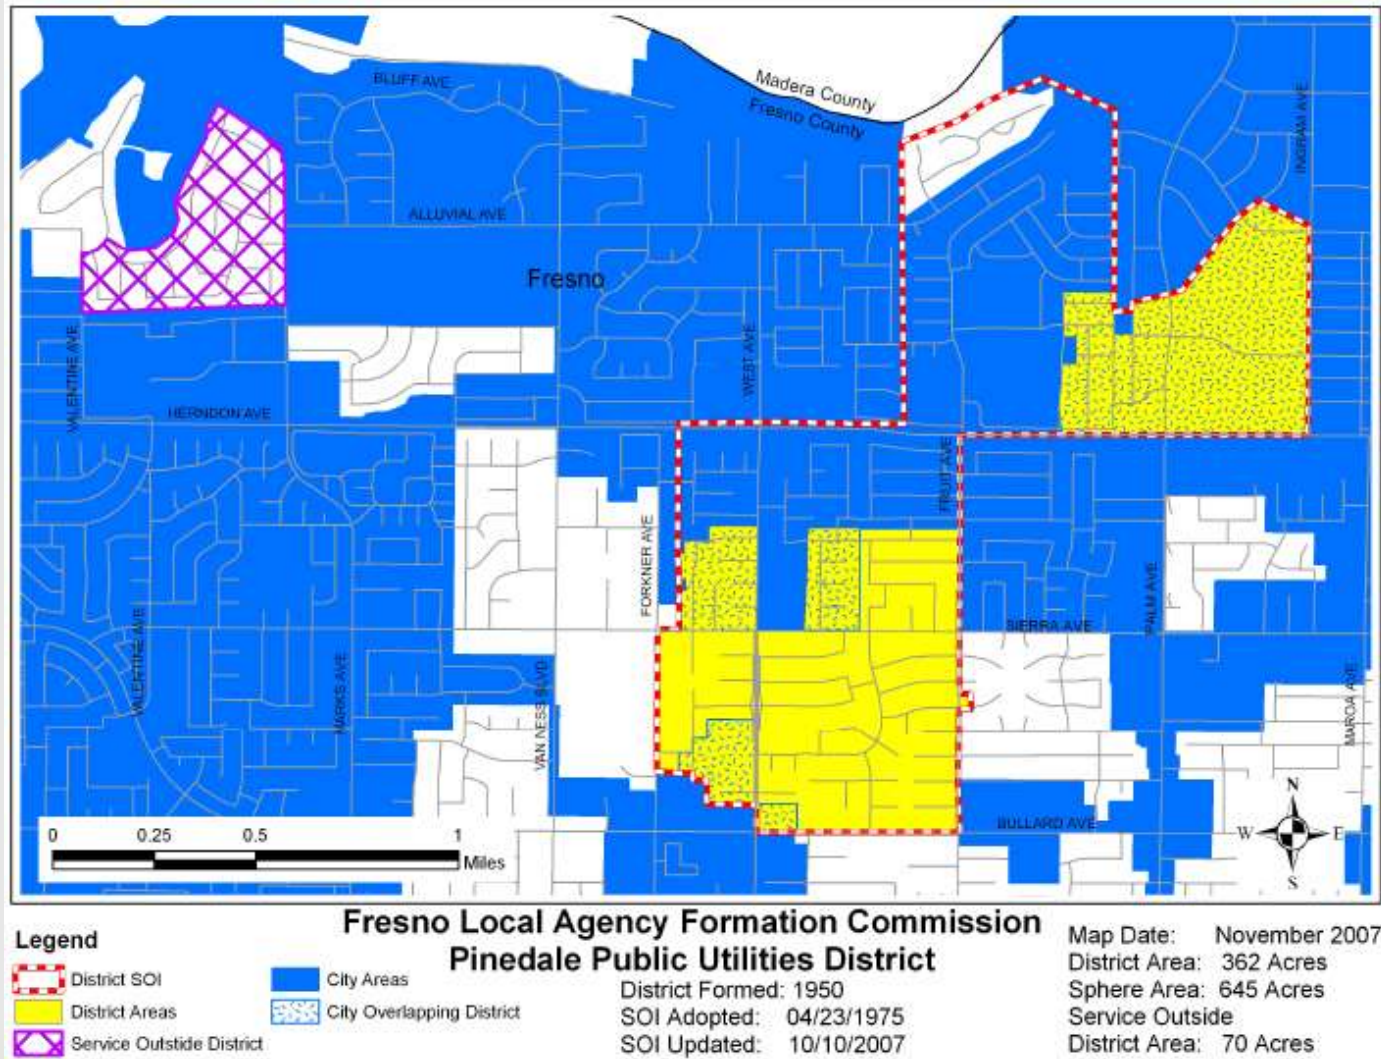 BLUFF AVE
Madera County
Fresno County
INGRAM AVE
ALLUVIAL AVE
Fresno
VALENTINE AVE
WEST AVE
HERNDON AVE
FRUIT AVE
FORKNER AVE
SIERRA AVE
PALM AVE
VALENTINE AVE
MARKS AVE
VAN NESS BLVD
MAROA AVE
BULLARD AVE
N
W E
S
0 0.25 0.5 1
Miles
Fresno Local Agency Formation Commission
Pinedale Public Utilities District
Legend
District SOI
District Areas
Service Outstide District
City Areas
City Overlapping District
District Formed: 1950
SOI Adopted: 04/23/1975
SOI Updated: 10/10/2007
Map Date: November 2007
District Area: 362 Acres
Sphere Area: 645 Acres
Service Outside
District Area: 70 Acres